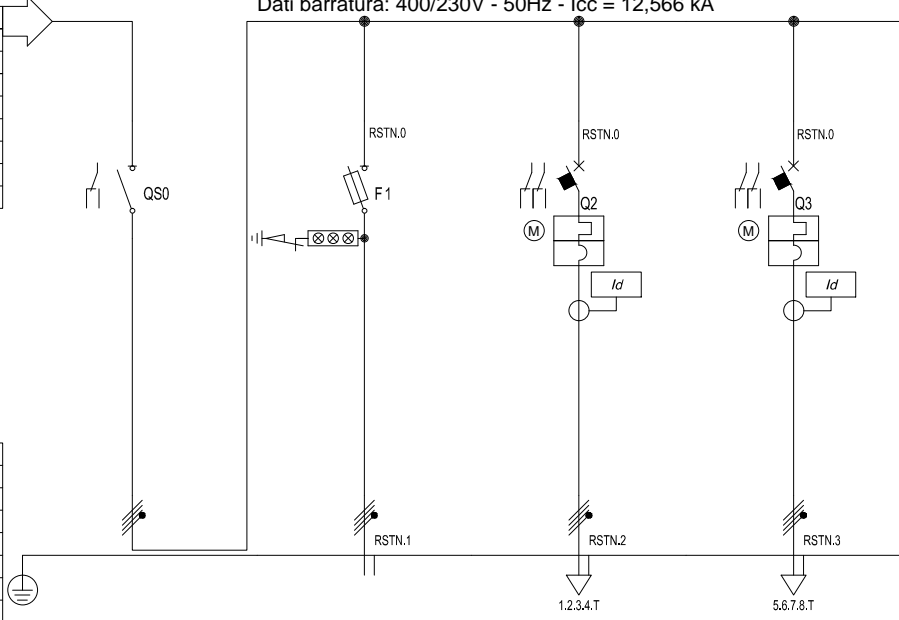 Dati barratura: 400/230V - 50Hz - Icc = 12,566 kA
RSTN.0
RSTN.0
RSTN.0
QS0
F1
Q2
Q3
M
M
Id
Id
RSTN.1
RSTN.2
RSTN.3
1.2.3.4.T
5.6.7.8.T